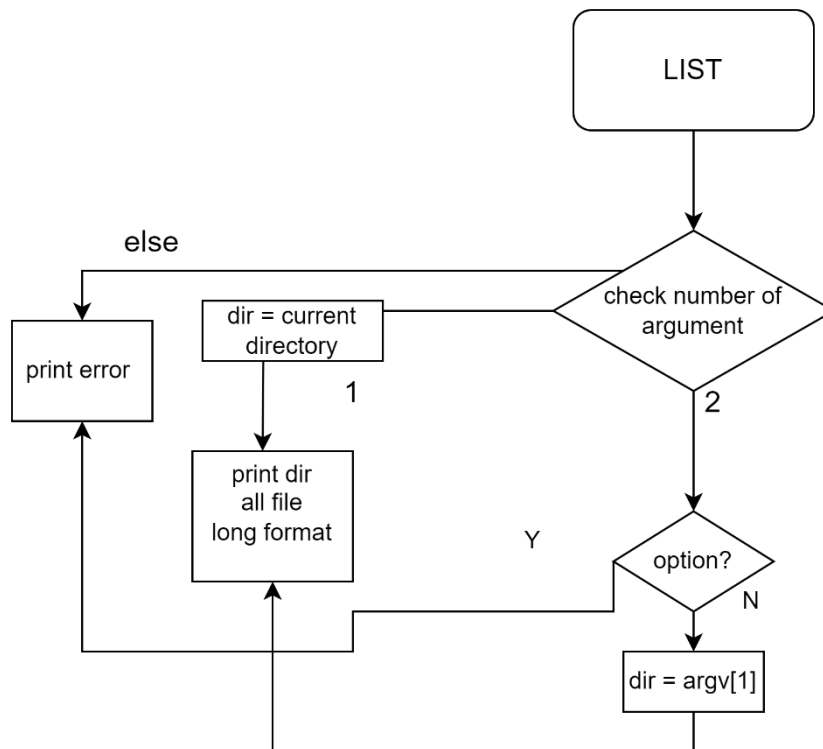 LIST
else
check number of
argument
dir = current
directory
print error
1
2
print dir
all file
long format
Y
option?
N
dir = argv[1]